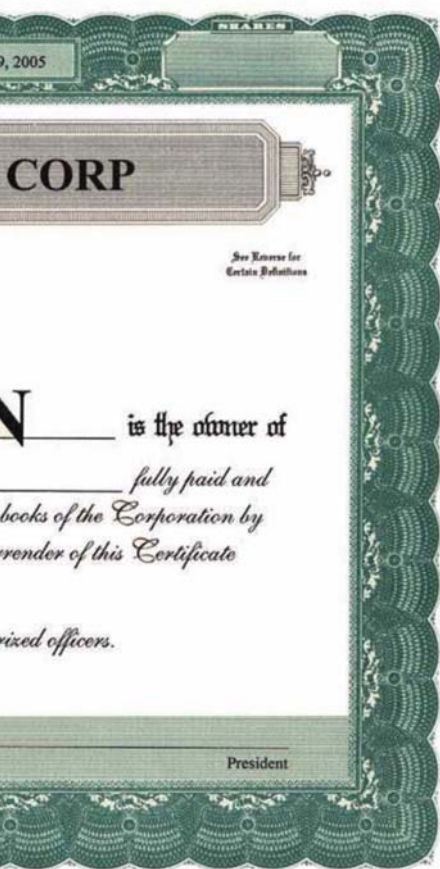 SHARES
9, 2005
CORP
See Reverse for
Certain Definitions
N is the owner of
fully paid and
books of the Corporation by
rrender of this Certificate
rized officers.
President